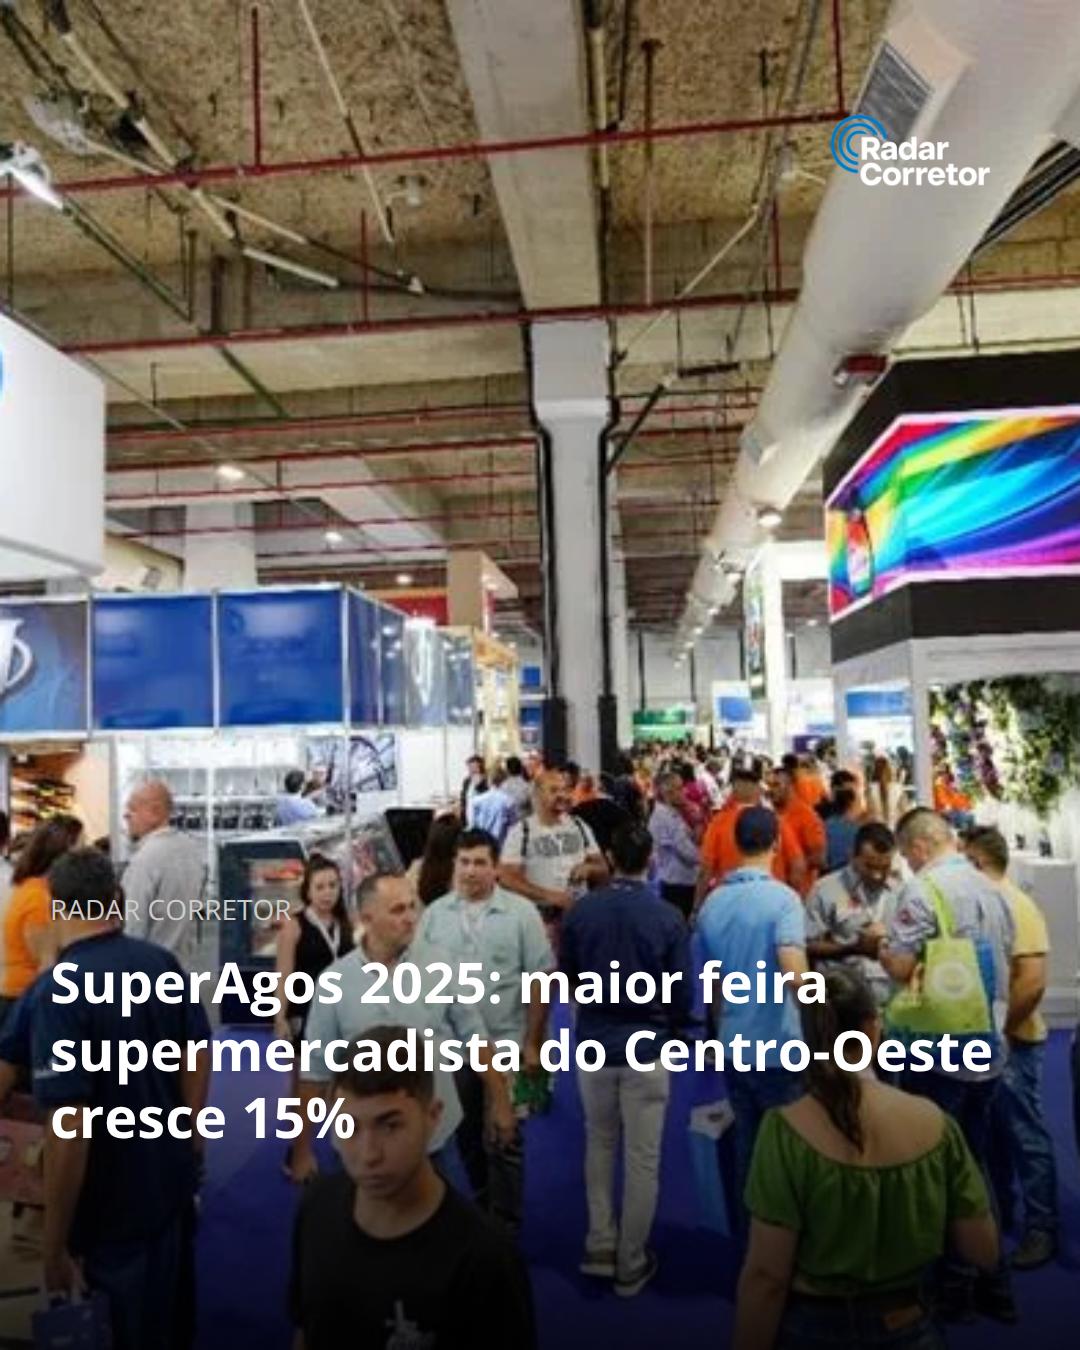 Radar
Corretor
RADAR CORRETOR
SuperAgos 2025: maior feira
supermercadista do Centro-Oeste
cresce 15%